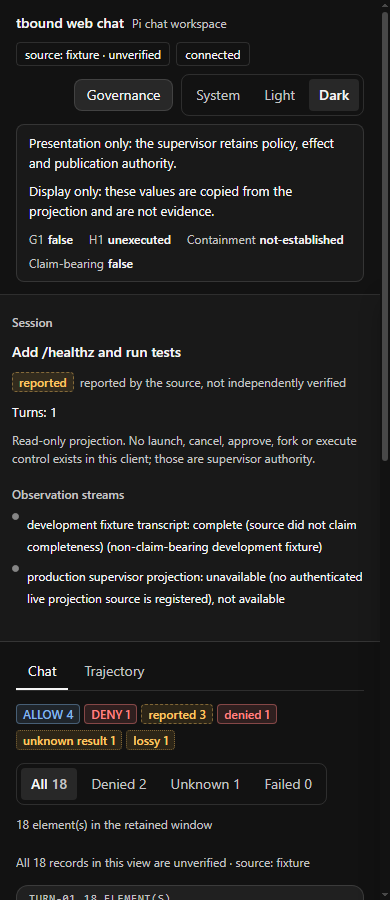 tbound web chat Pi chat workspace
source: fixture · unverified connected
Governance System Light Dark
Presentation only: the supervisor retains policy, effect
and publication authority.
Display only: these values are copied from the
projection and are not evidence.
G1 false H1 unexecuted Containment not-established
Claim-bearing false
Session
Add /healthz and run tests
reported reported by the source, not independently verified
Turns: 1
Read-only projection. No launch, cancel, approve, fork or execute
control exists in this client; those are supervisor authority.
Observation streams
development fixture transcript: complete (source did not claim
completeness) (non-claim-bearing development fixture)
production supervisor projection: unavailable (no authenticated
live projection source is registered), not available
Chat Trajectory
ALLOW 4 DENY 1 reported 3 denied 1
unknown result 1 lossy 1
All 18 Denied 2 Unknown 1 Failed 0
18 element(s) in the retained window
All 18 records in this view are unverified · source: fixture
TURN-01 18 ELEMENT(S)